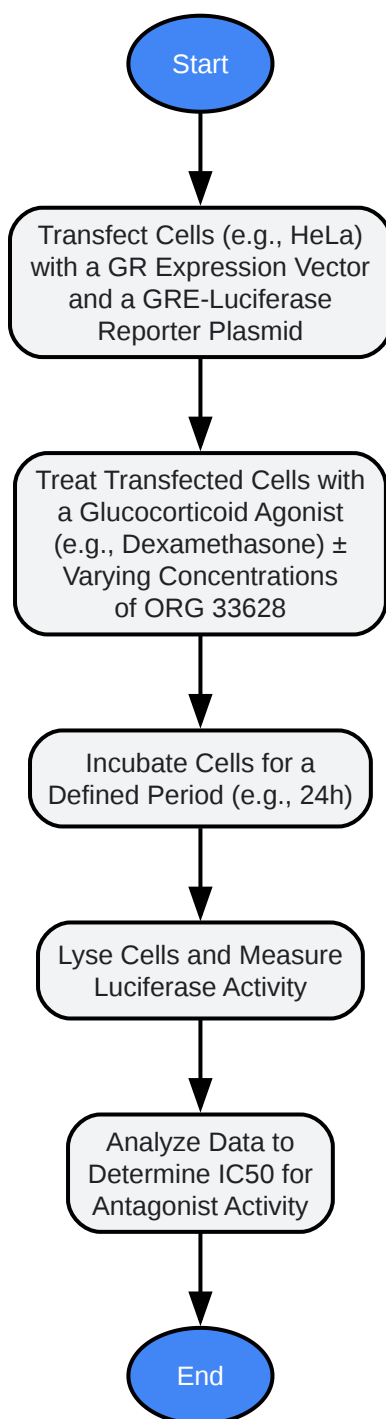 Start
Transfect Cells (e.g., HeLa)
with a GR Expression Vector
and a GRE-Luciferase
Reporter Plasmid
Treat Transfected Cells with
a Glucocorticoid Agonist
(e.g., Dexamethasone) ±
Varying Concentrations
of ORG 33628
Incubate Cells for a
Defined Period (e.g., 24h)
Lyse Cells and Measure
Luciferase Activity
Analyze Data to
Determine IC50 for
Antagonist Activity
End